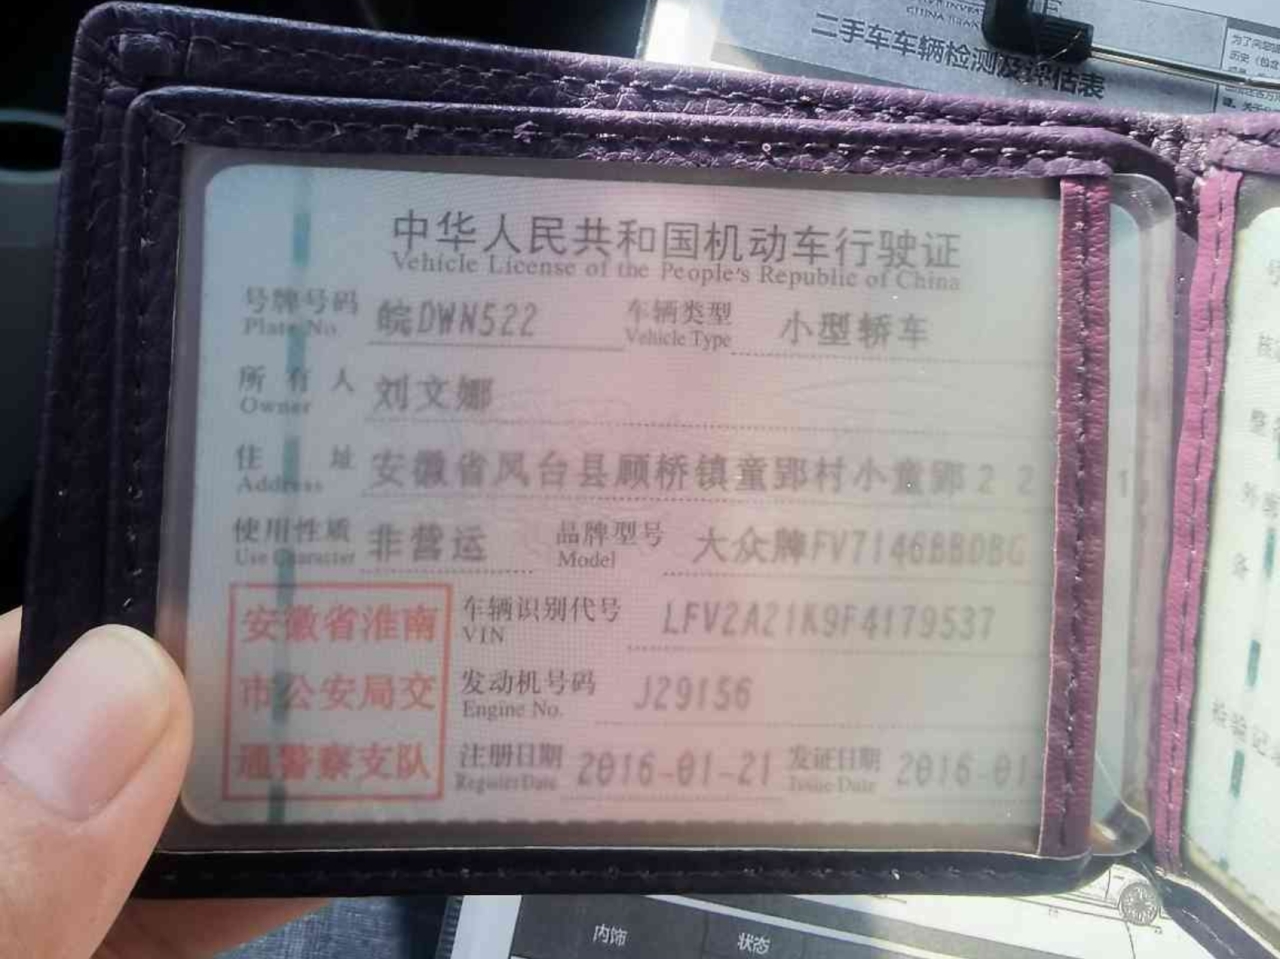 二手车车辆检测及评估表
中华人民共和国机动车行驶证
Vehicle License of the People's Republic of China
号牌号码 皖DWN522 车辆类型 小型轿车
Plate No. Vehicle Type
所有人 刘文娜
Owner
住址 安徽省凤台县顾桥镇童郢村小童郢22
Address
使用性质 非营运 品牌型号 大众牌FV7146BBDBG
Use Character Model
安徽省淮南 车辆识别代号 LFV2A21K9F4179537
VIN
市公安局交 发动机号码 J29156
Engine No.
通警察支队 注册日期 2016-01-21 发证日期 2016-01
Register Date Issue Date
检验记
内饰 状态